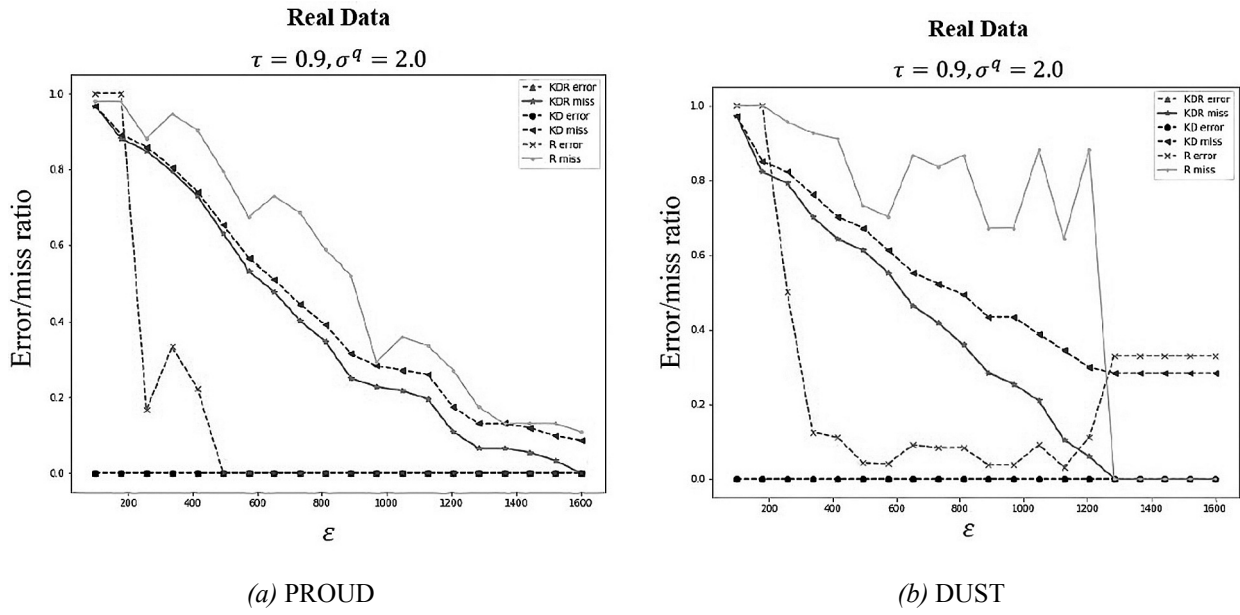 Real Data
τ = 0.9, σ^q = 2.0
Error/miss ratio
1.0
0.8
0.6
0.4
0.2
0.0
200
400
600
800
1000
1200
1400
1600
ε
KDR error
KDR miss
KD error
KD miss
R error
R miss
(a) PROUD
Real Data
τ = 0.9, σ^q = 2.0
Error/miss ratio
1.0
0.8
0.6
0.4
0.2
0.0
200
400
600
800
1000
1200
1400
1600
ε
KDR error
KDR miss
KD error
KD miss
R error
R miss
(b) DUST